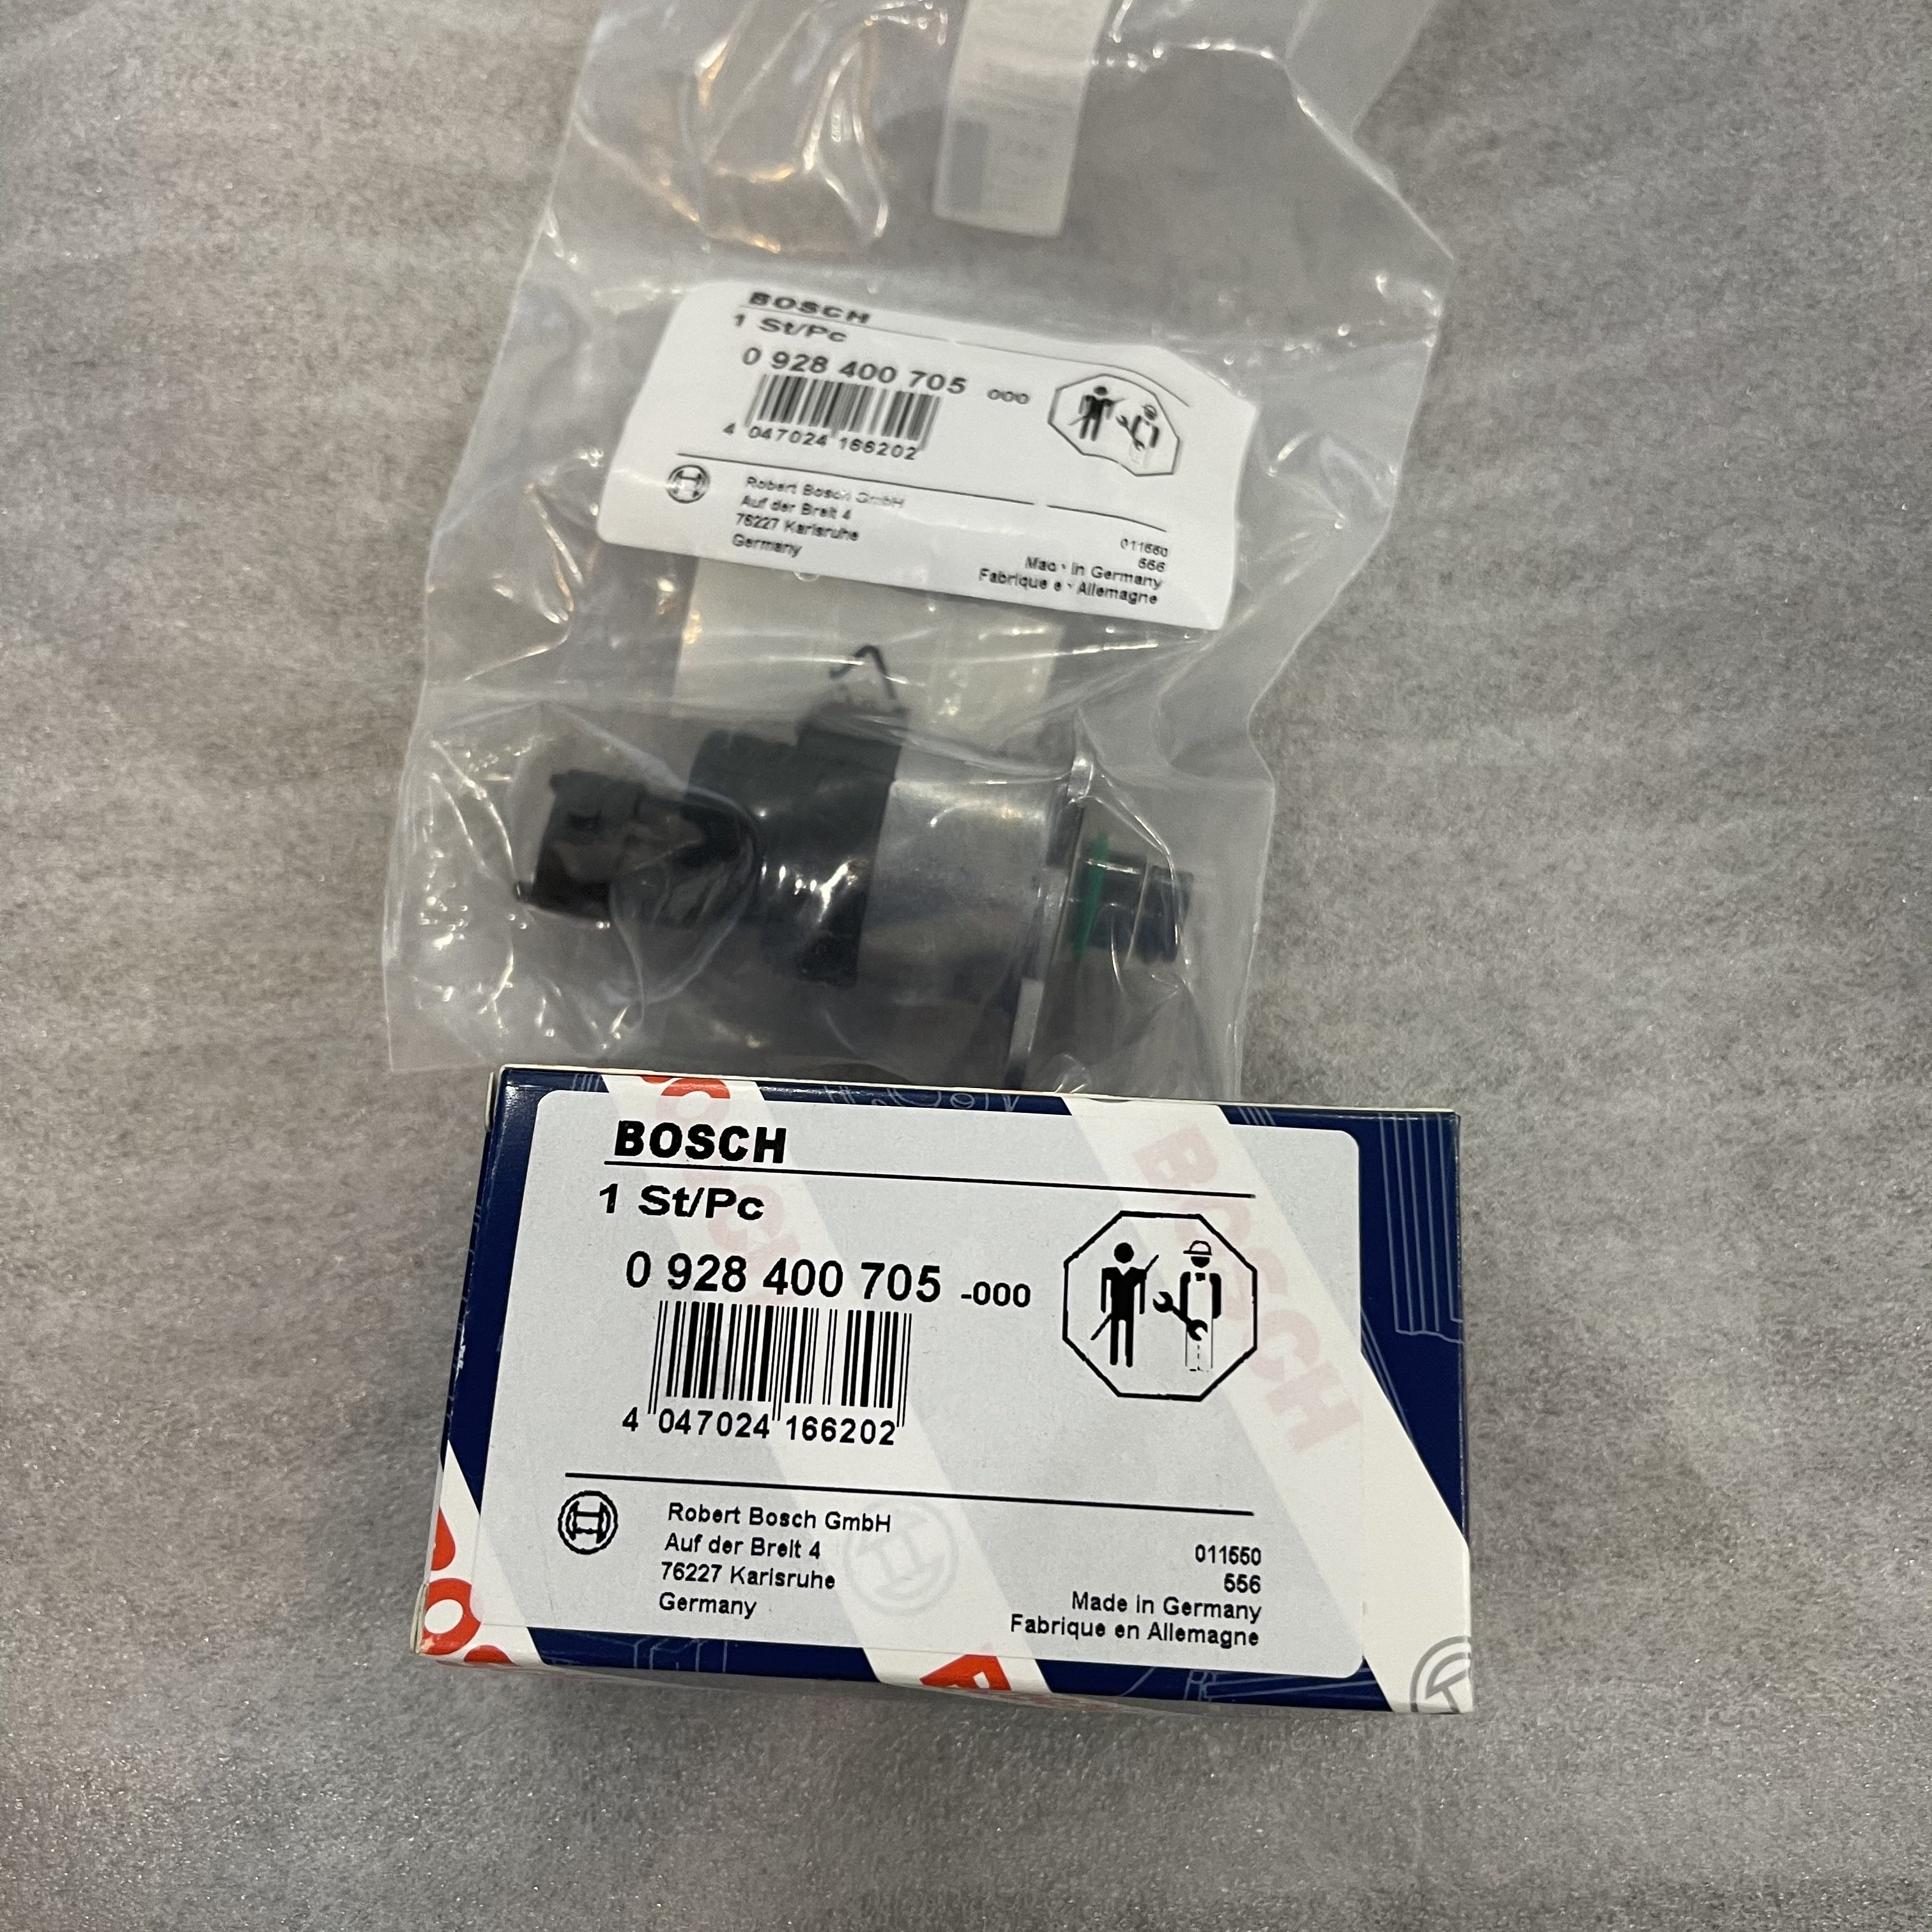 BOSCH
1 St/Pc
0 928 400 705 000
4 047024 166202
Robert Bosch GmbH
Auf der Breit 4
76227 Karlsruhe
Germany
011550
556
in Germany
Fabrique Allemagne
BOSCH
1 St/Pc
0 928 400 705 -000
4 047024 166202
Robert Bosch GmbH
Auf der Breit 4
76227 Karlsruhe
Germany
011550
556
Made in Germany
Fabrique en Allemagne
BOSCH